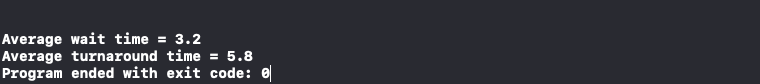 Average wait time = 3.2
Average turnaround time = 5.8
Program ended with exit code: 0